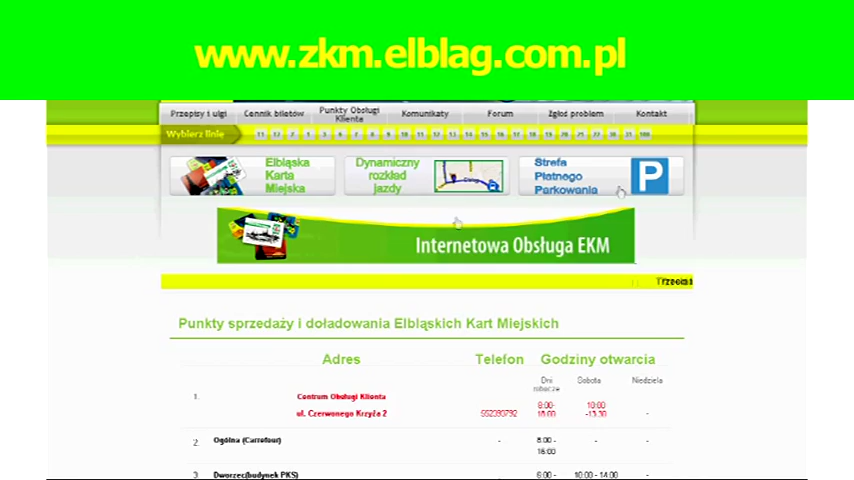 www.zkm.elblag.com.pl
Przepisy i ulgi
Cennik biletów
Punkty Obsługi
Klienta
Komunikaty
Forum
Zgłoś problem
Kontakt
Wybierz linię
Elbląska
Karta
Miejska
Dynamiczny
rozkład
jazdy
Strefa
Płatnego
Parkowania
P
Internetowa Obsługa EKM
Punkty sprzedaży i doładowania Elbląskich Kart Miejskich
Adres Telefon Godziny otwarcia
Dni
robocze
Sobota
Niedziela
1.
Centrum Obsługi Klienta
ul. Czerwonego Krzyża 2
552393792
8:00-
18:00
10:00
-13.30
-
2. Ogólna (Carrefour) - 8:00 - - -
16:00
3. Dworzec(budynek PKS) - 6:00 - 10:00 - 14.00 -